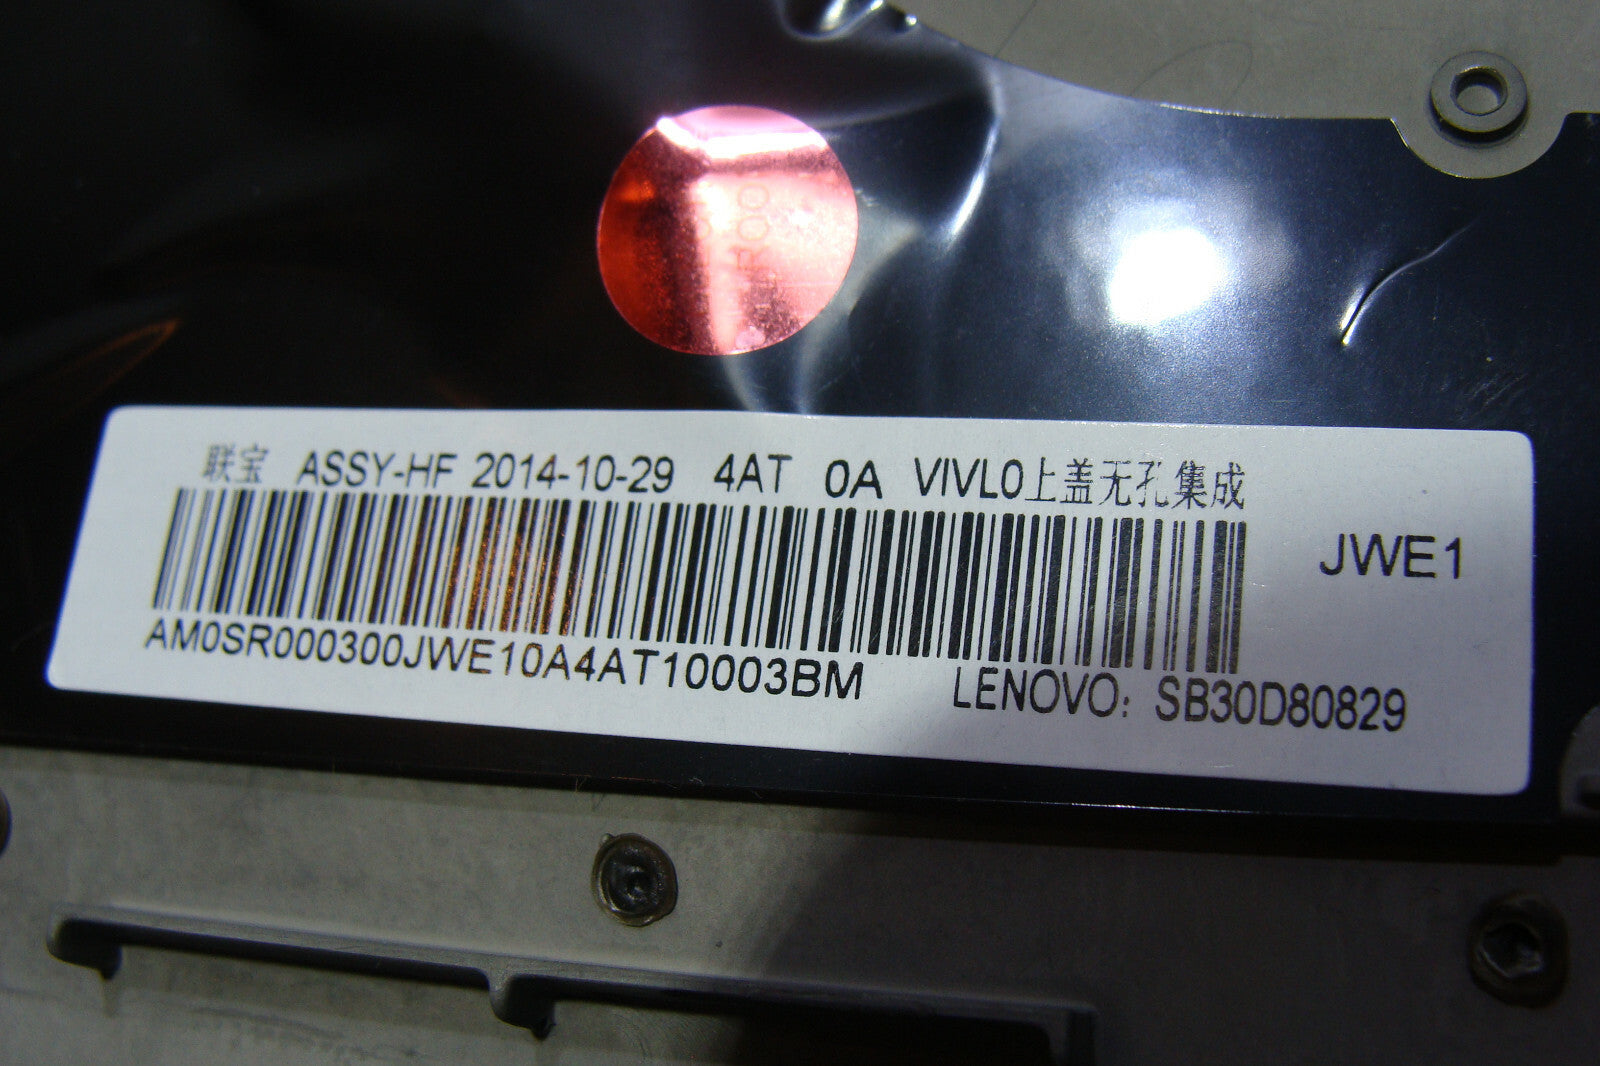 联宝 ASSY-HF 2014-10-29 4AT 0A VIVL0上盖无孔集成
JWE1
AM0SR000300JWE10A4AT10003BM
LENOVO: SB30D80829